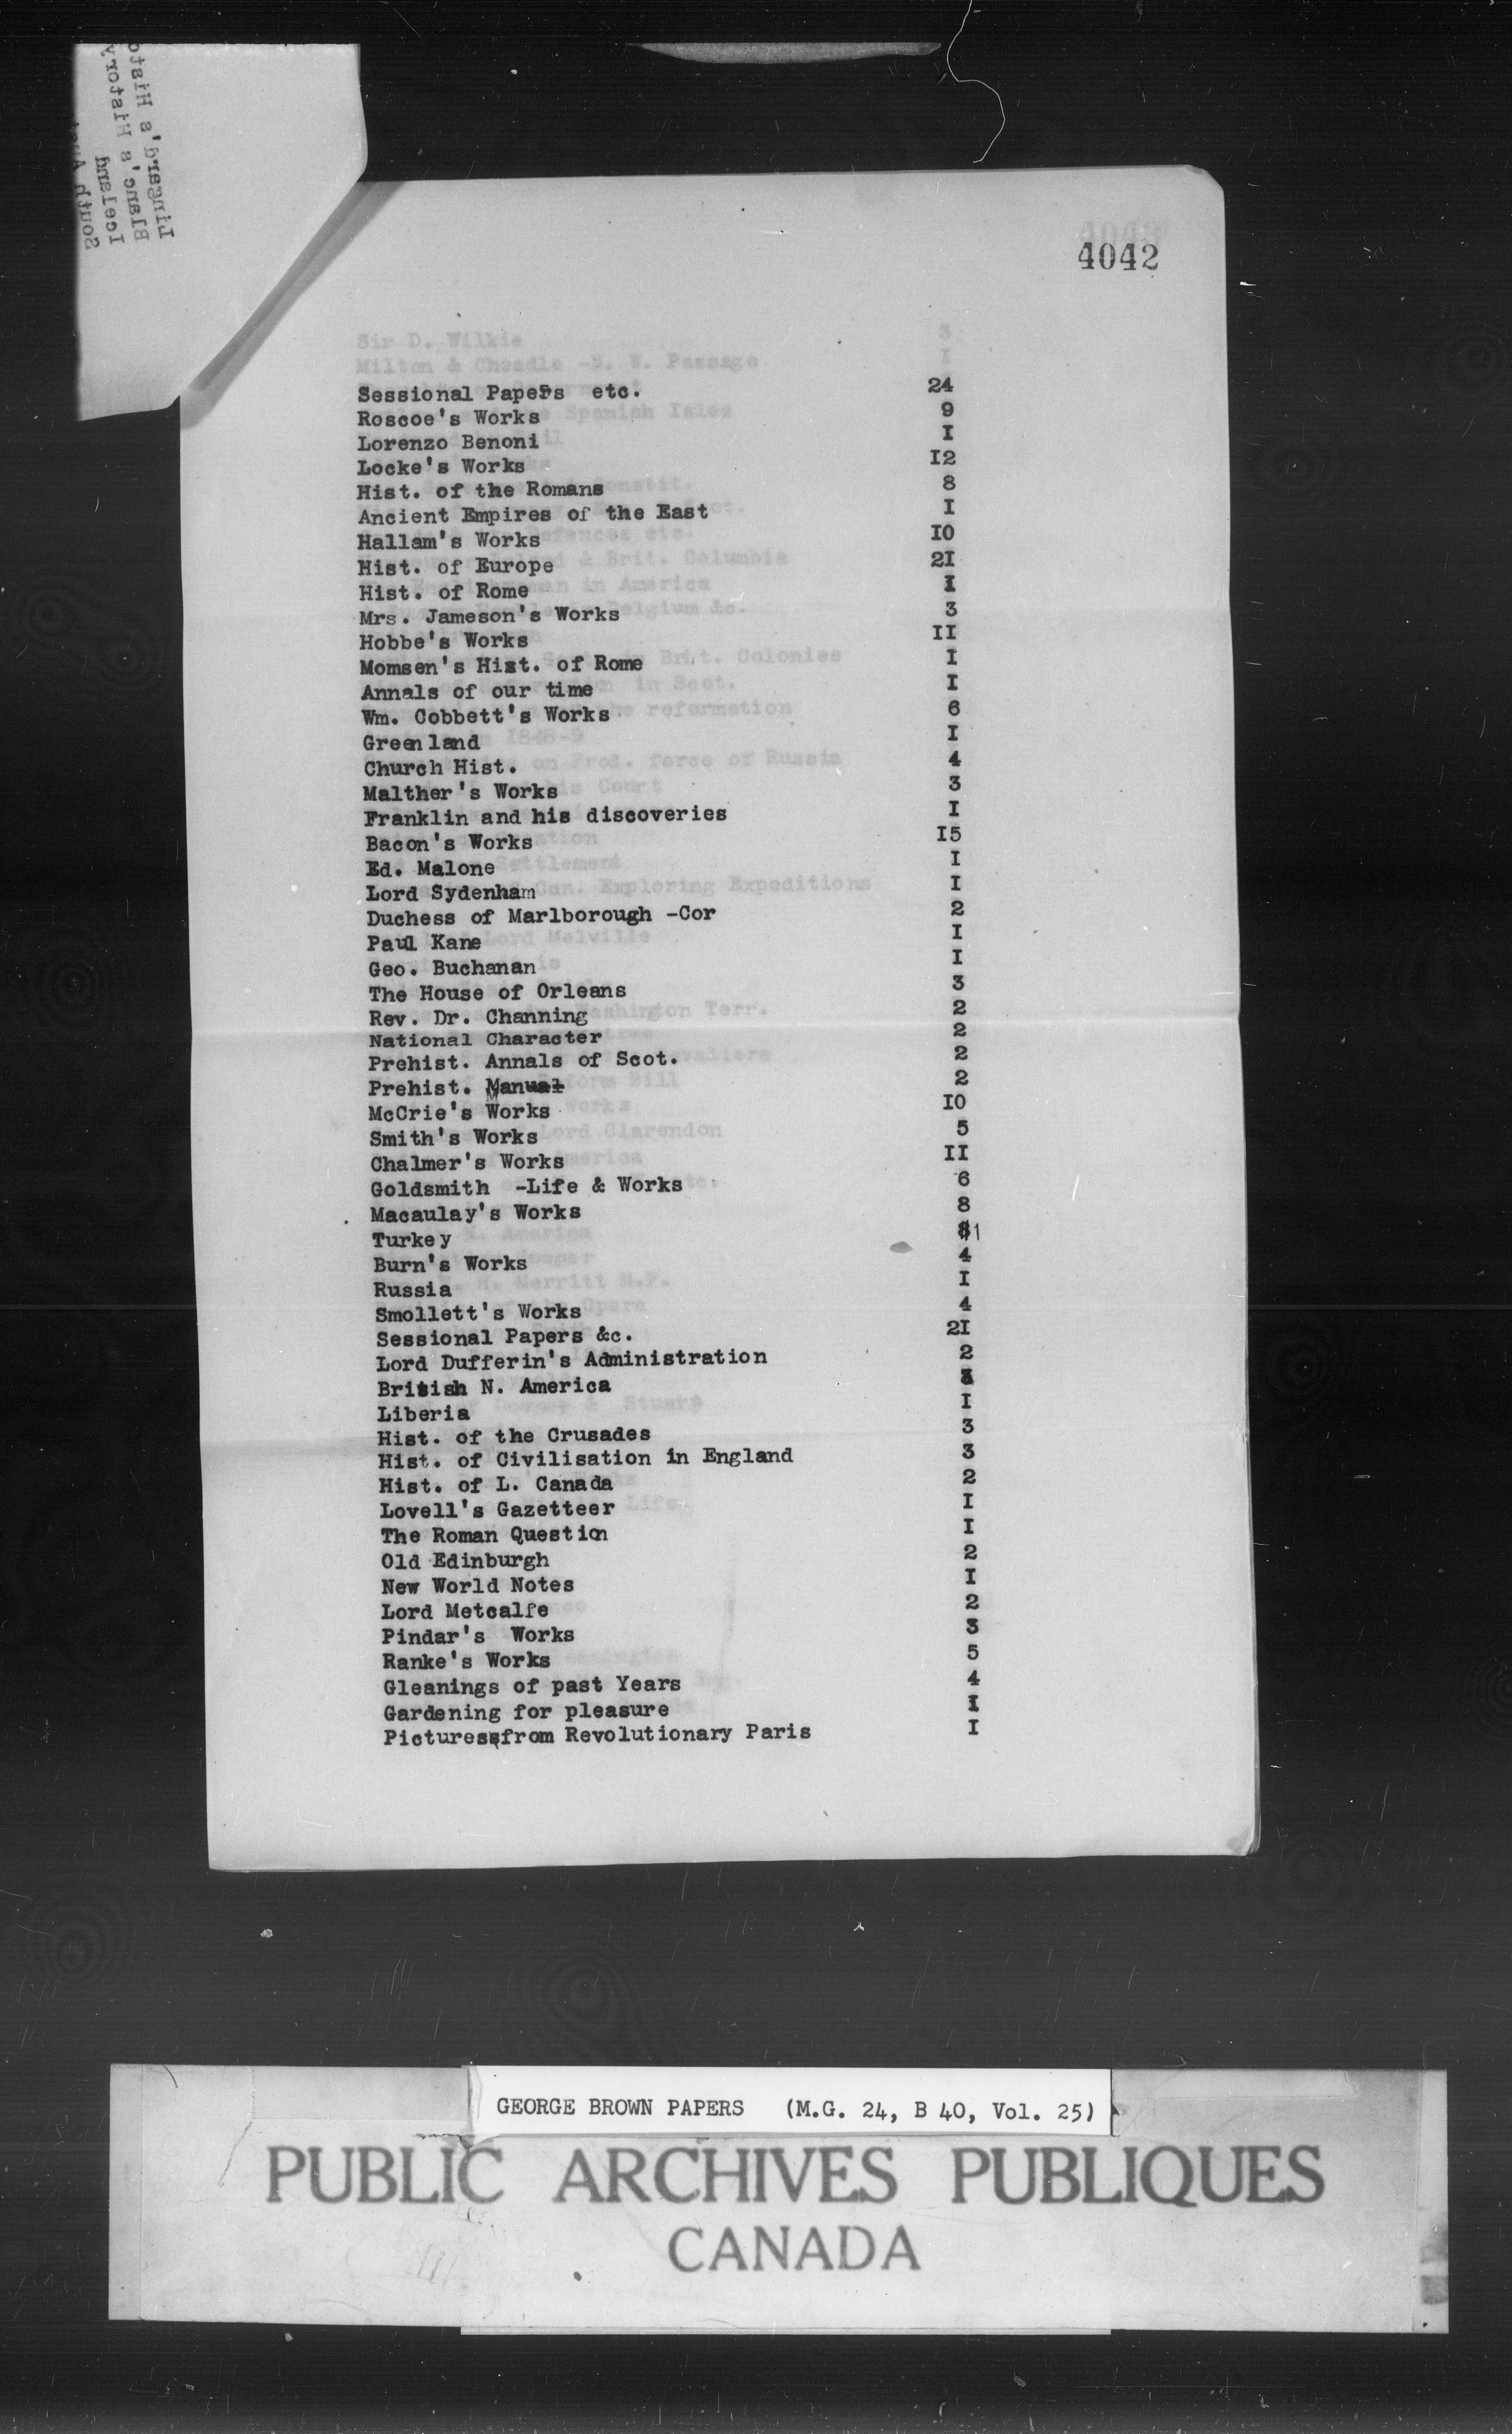 4042
Sessional Papers etc. 24
Roscoe's Works 9
Lorenzo Benoni I
Locke's Works I2
Hist. of the Romans 8
Ancient Empires of the East I
Hallam's Works I0
Hist. of Europe 2I
Hist. of Rome I
Mrs. Jameson's Works 3
Hobbe's Works II
Momsen's Hist. of Rome I
Annals of our time I
Wm. Cobbett's Works 6
Greenland I
Church Hist. 4
Malther's Works 3
Franklin and his discoveries I
Bacon's Works I5
Ed. Malone I
Lord Sydenham I
Duchess of Marlborough -Cor 2
Paul Kane I
Geo. Buchanan I
The House of Orleans 3
Rev. Dr. Channing 2
National Character 2
Prehist. Annals of Scot. 2
Prehist. Manual 2
McCrie's Works I0
Smith's Works 5
Chalmer's Works II
Goldsmith -Life & Works 6
Macaulay's Works 8
Turkey 1
Burn's Works 4
Russia I
Smollett's Works 4
Sessional Papers &c. 2I
Lord Dufferin's Administration 2
British N. America
Liberia I
Hist. of the Crusades 3
Hist. of Civilisation in England 3
Hist. of L. Canada 2
Lovell's Gazetteer I
The Roman Question I
Old Edinburgh 2
New World Notes I
Lord Metcalfe 2
Pindar's Works 3
Ranke's Works 5
Gleanings of past Years 4
Gardening for pleasure I
Pictures from Revolutionary Paris I
GEORGE BROWN PAPERS (M.G. 24, B 40, Vol. 25)
PUBLIC ARCHIVES PUBLIQUES
CANADA